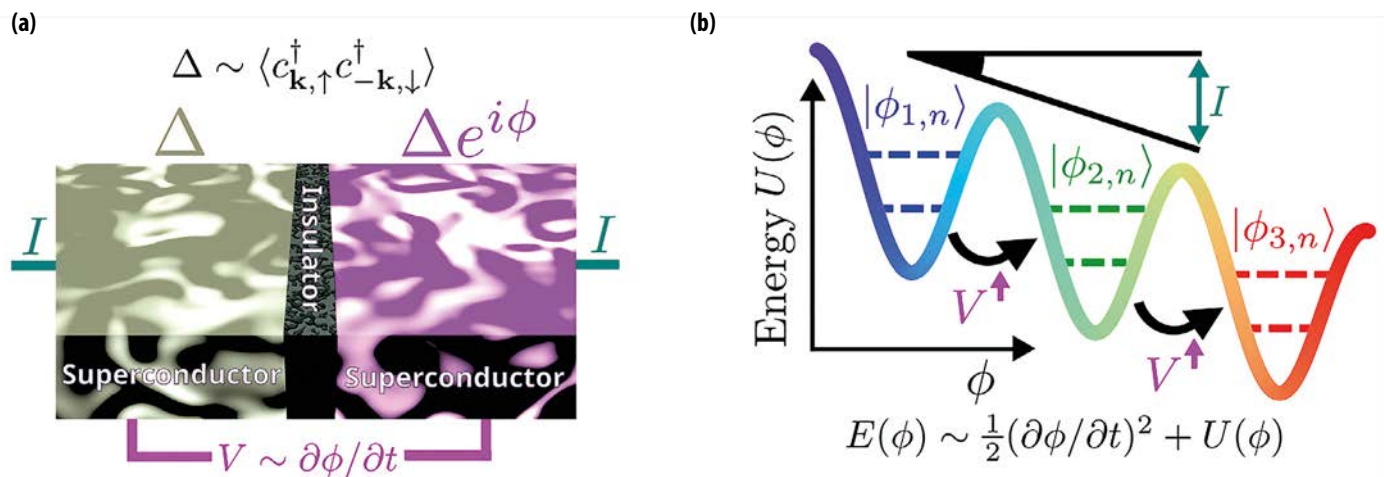 (a)
Δ ∼ ⟨c†k,↑ c†−k,↓⟩
Δ
Δe^{iϕ}
I
Insulator
I
Superconductor
Superconductor
V ∼ ∂ϕ/∂t
(b)
Energy U(ϕ)
|ϕ1,n⟩
|ϕ2,n⟩
|ϕ3,n⟩
I
V
V
ϕ
E(ϕ) ∼ ½(∂ϕ/∂t)² + U(ϕ)